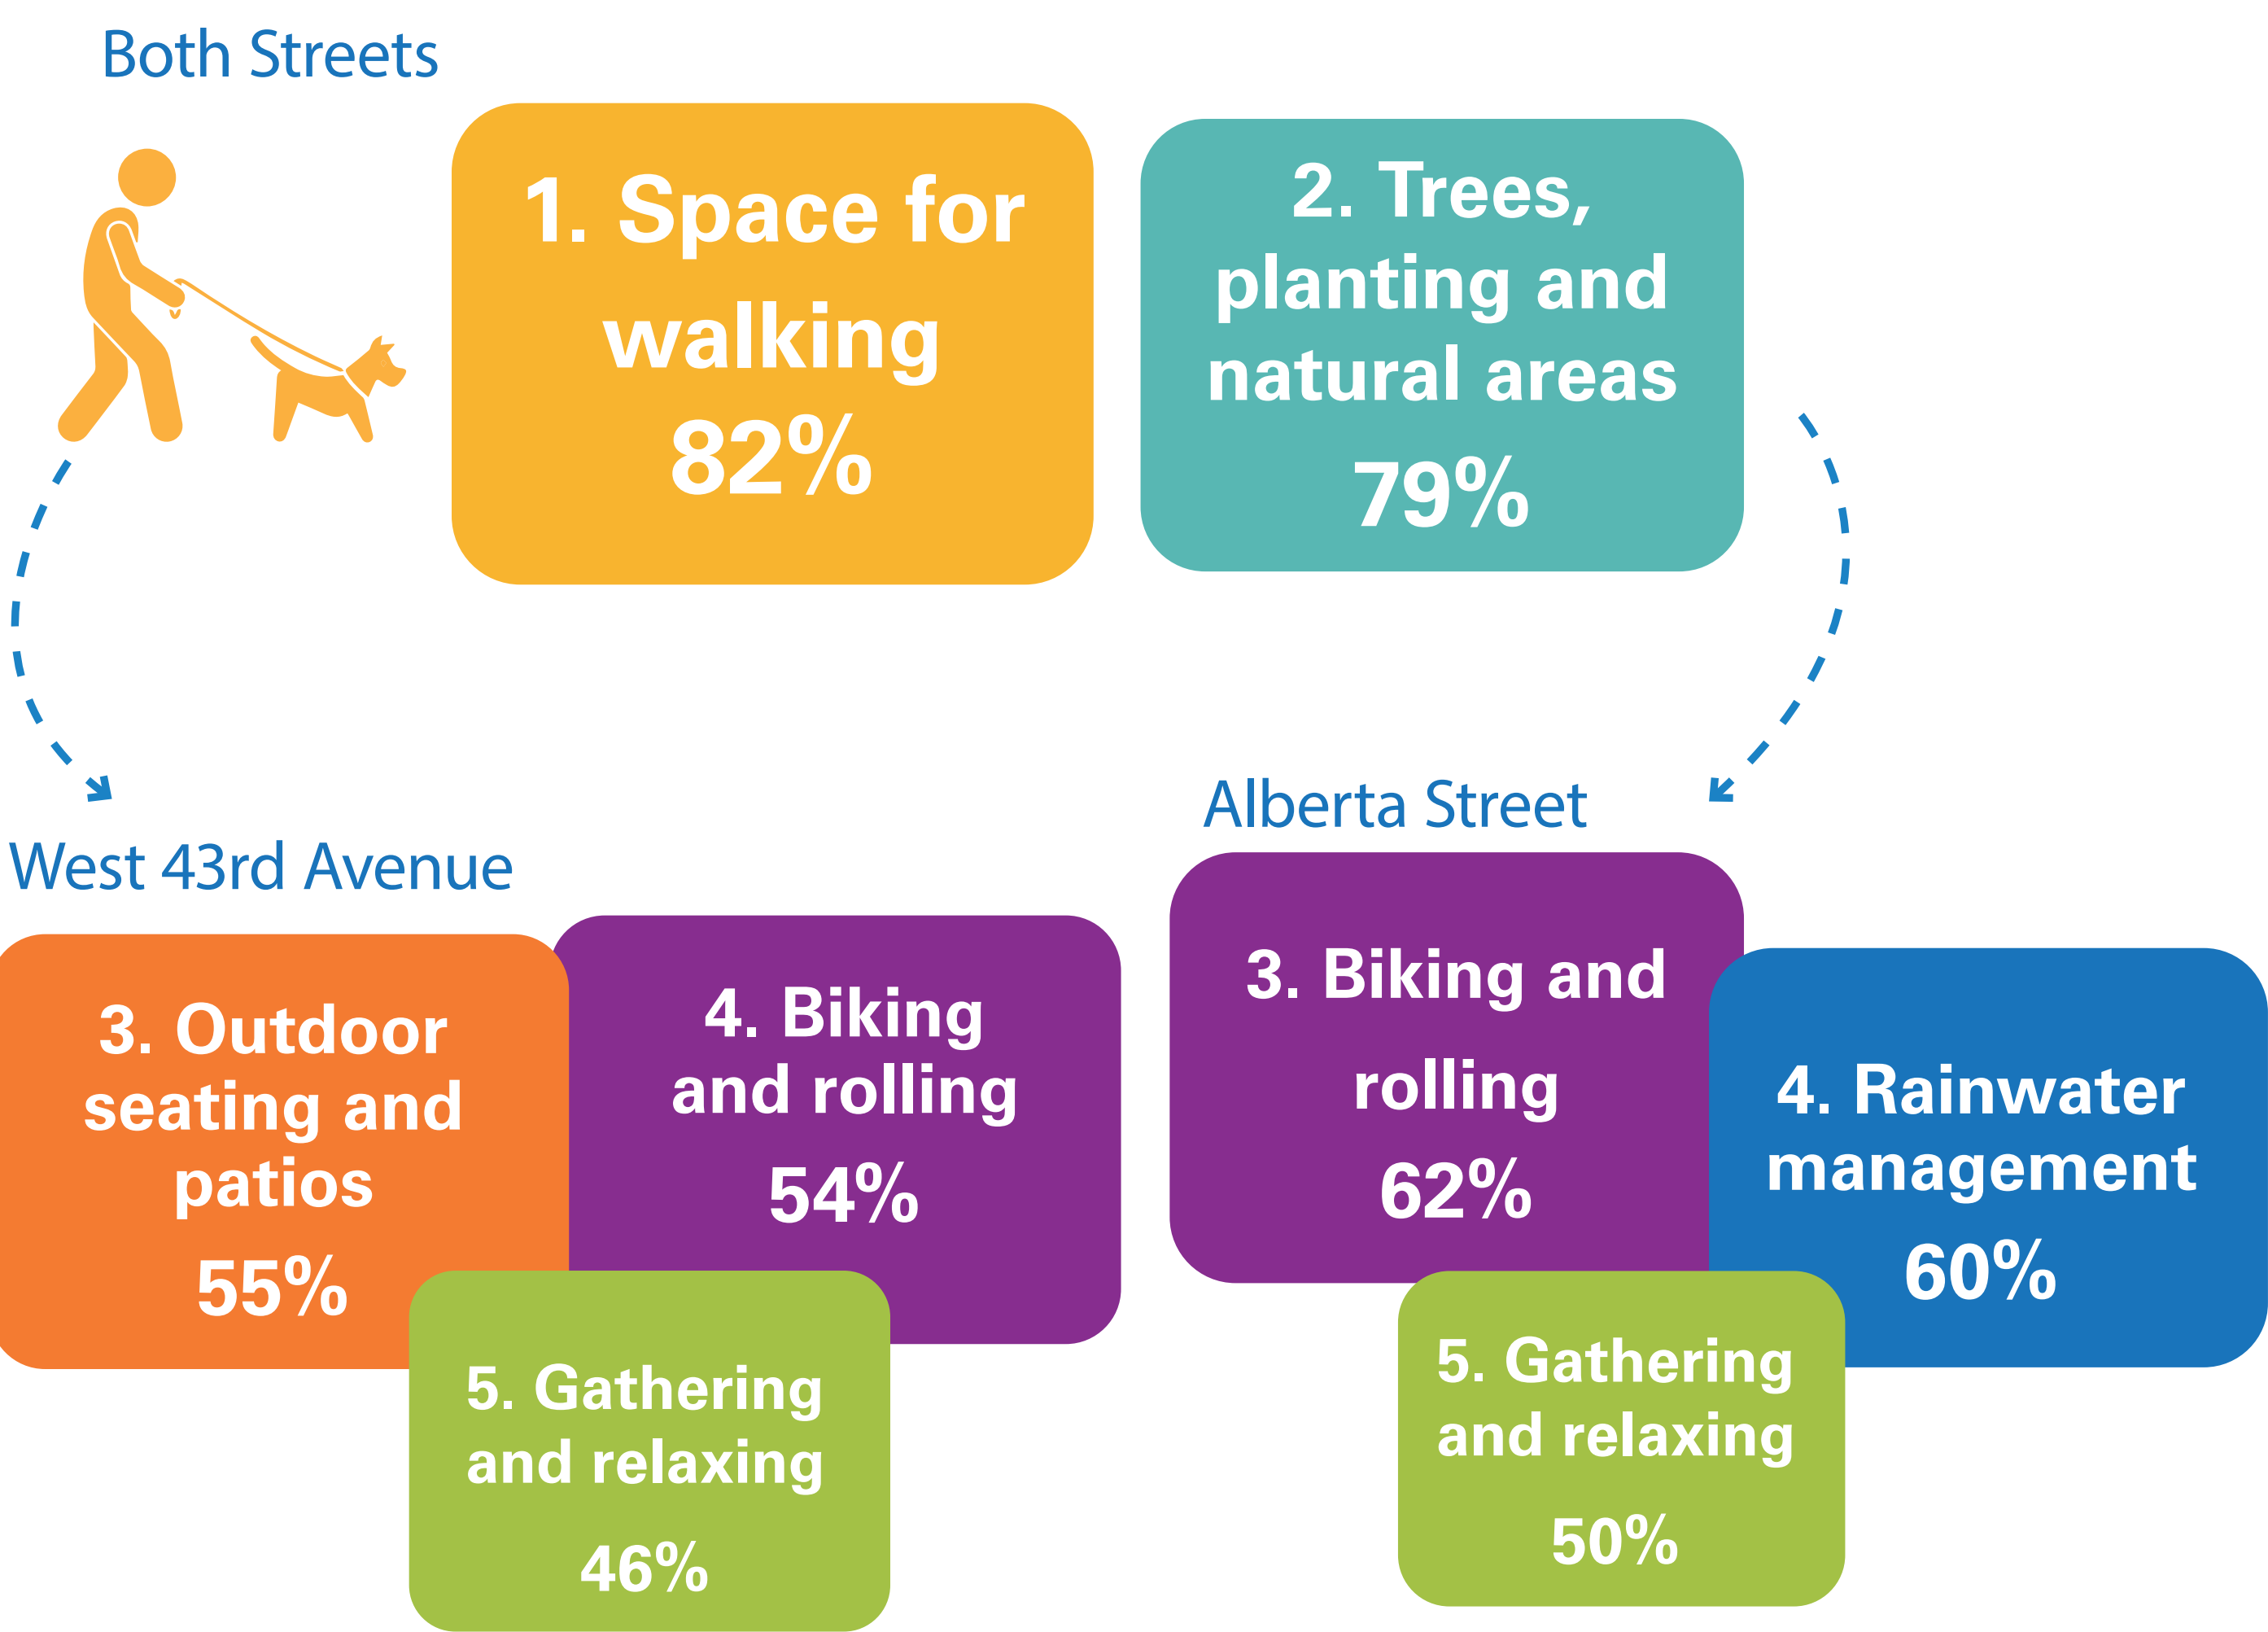 Both Streets
1. Space for
walking
82%
2. Trees,
planting and
natural areas
79%
West 43rd Avenue
3. Outdoor
seating and
patios
55%
4. Biking
and rolling
54%
5. Gathering
and relaxing
46%
Alberta Street
3. Biking and
rolling
62%
4. Rainwater
management
60%
5. Gathering
and relaxing
50%